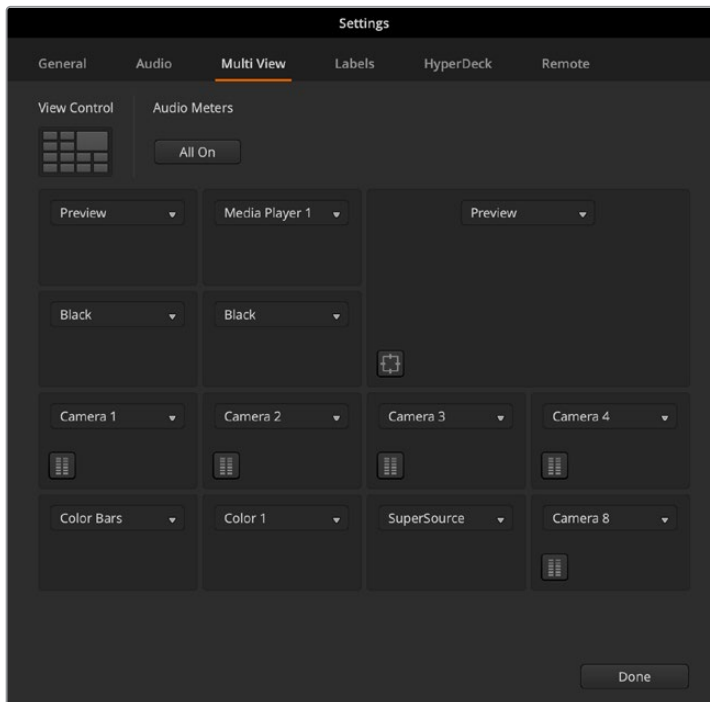 Settings
General Audio Multi View Labels HyperDeck Remote
View Control Audio Meters
All On
Preview Media Player 1 Preview
Black Black
Camera 1 Camera 2 Camera 3 Camera 4
Color Bars Color 1 SuperSource Camera 8
Done